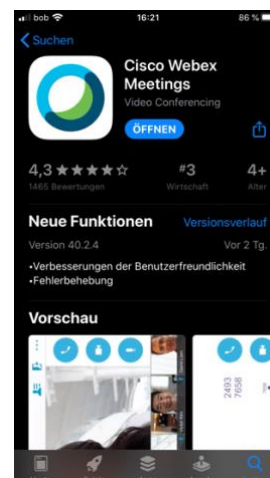 bob
16:21
86 %
Suchen
Cisco Webex
Meetings
Video Conferencing
ÖFFNEN
4,3
#3
4+
1465 Bewertungen
Wirtschaft
Alter
Neue Funktionen
Versionsverlauf
Version 40.2.4
Vor 2 Tg.
•Verbesserungen der Benutzerfreundlichkeit
•Fehlerbehebung
Vorschau
2493
7658